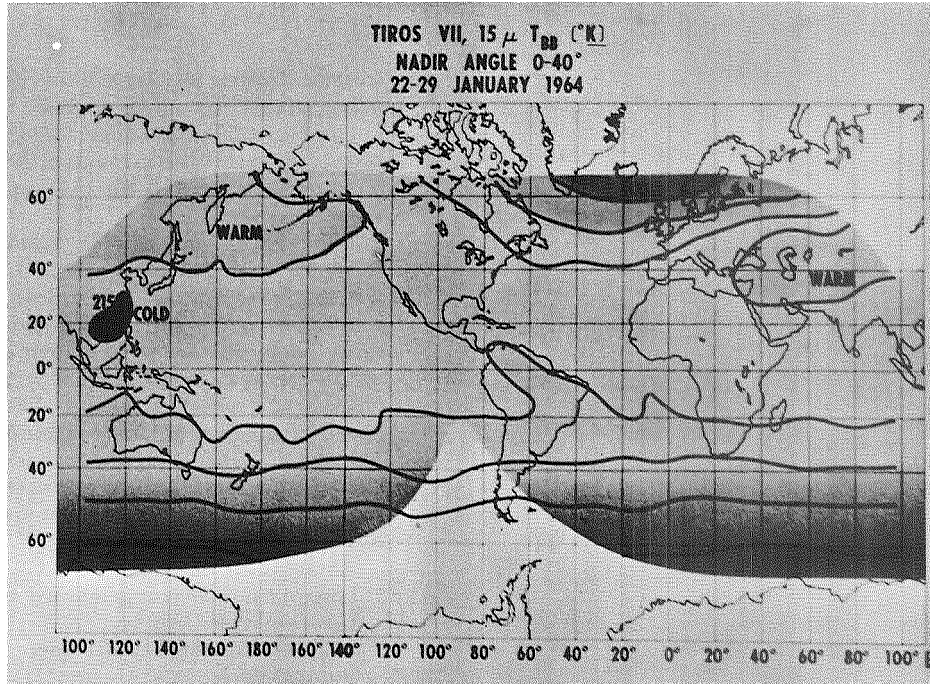 TIROS VII, 15 μ T_BB (°K)
NADIR ANGLE 0-40°
22-29 JANUARY 1964
60°
WARM
40°
WARM
215
COLD
20°
0°
20°
40°
60°
100° 120° 140° 160° 180° 160° 140° 120° 100° 80° 60° 40° 20° 0° 20° 40° 60° 80° 100° E